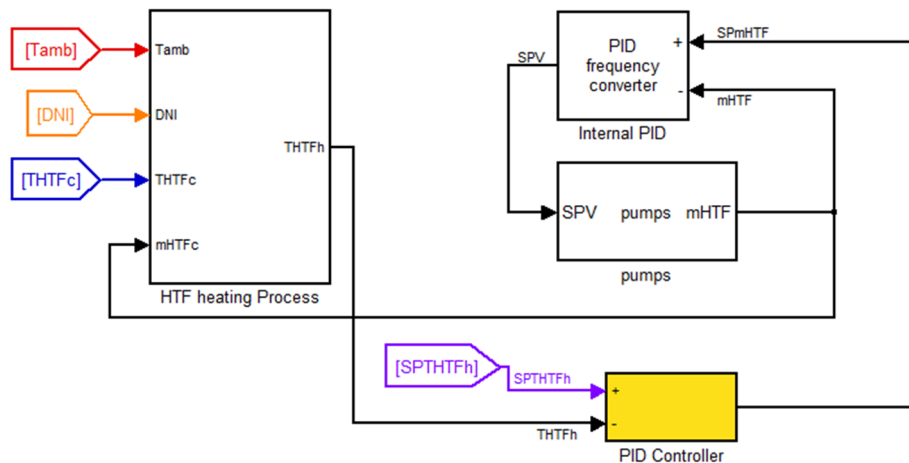 [Tamb]
Tamb
[DNI]
DNI
[THTFc]
THTFc
mHTFc
THTFh
HTF heating Process
SPV
PID
frequency
converter
+
-
SPmHTF
mHTF
Internal PID
SPV pumps mHTF
pumps
[SPTHTFh]
SPTHTFh
THTFh
+
-
PID Controller